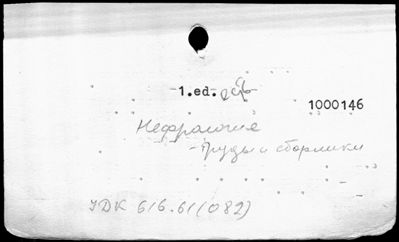 1.ed.
1000146
Нефрология
- Труды и сборники
УДК 616.61(082)